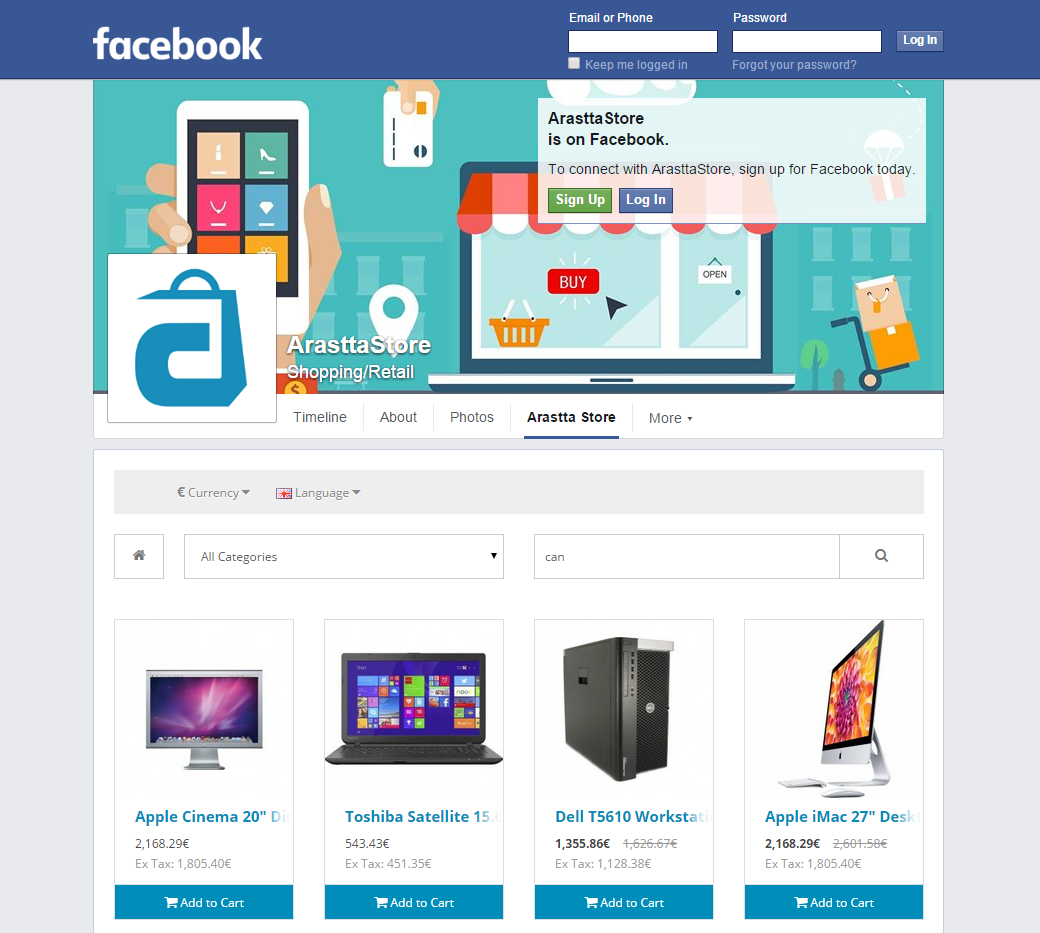 facebook
Email or Phone
Password
Log In
Keep me logged in
Forgot your password?
ArasttaStore
is on Facebook.
To connect with ArasttaStore, sign up for Facebook today.
Sign Up
Log In
BUY
OPEN
ArasttaStore
Shopping/Retail
Timeline
About
Photos
Arastta Store
More
€ Currency
Language
All Categories
can
Apple Cinema 20" Di
Toshiba Satellite 15.6
Dell T5610 Workstati
Apple iMac 27" Desk
2,168.29€
543.43€
1,355.86€ 1,626.67€
2,168.29€ 2,601.58€
Ex Tax: 1,805.40€
Ex Tax: 451.35€
Ex Tax: 1,128.38€
Ex Tax: 1,805.40€
Add to Cart
Add to Cart
Add to Cart
Add to Cart